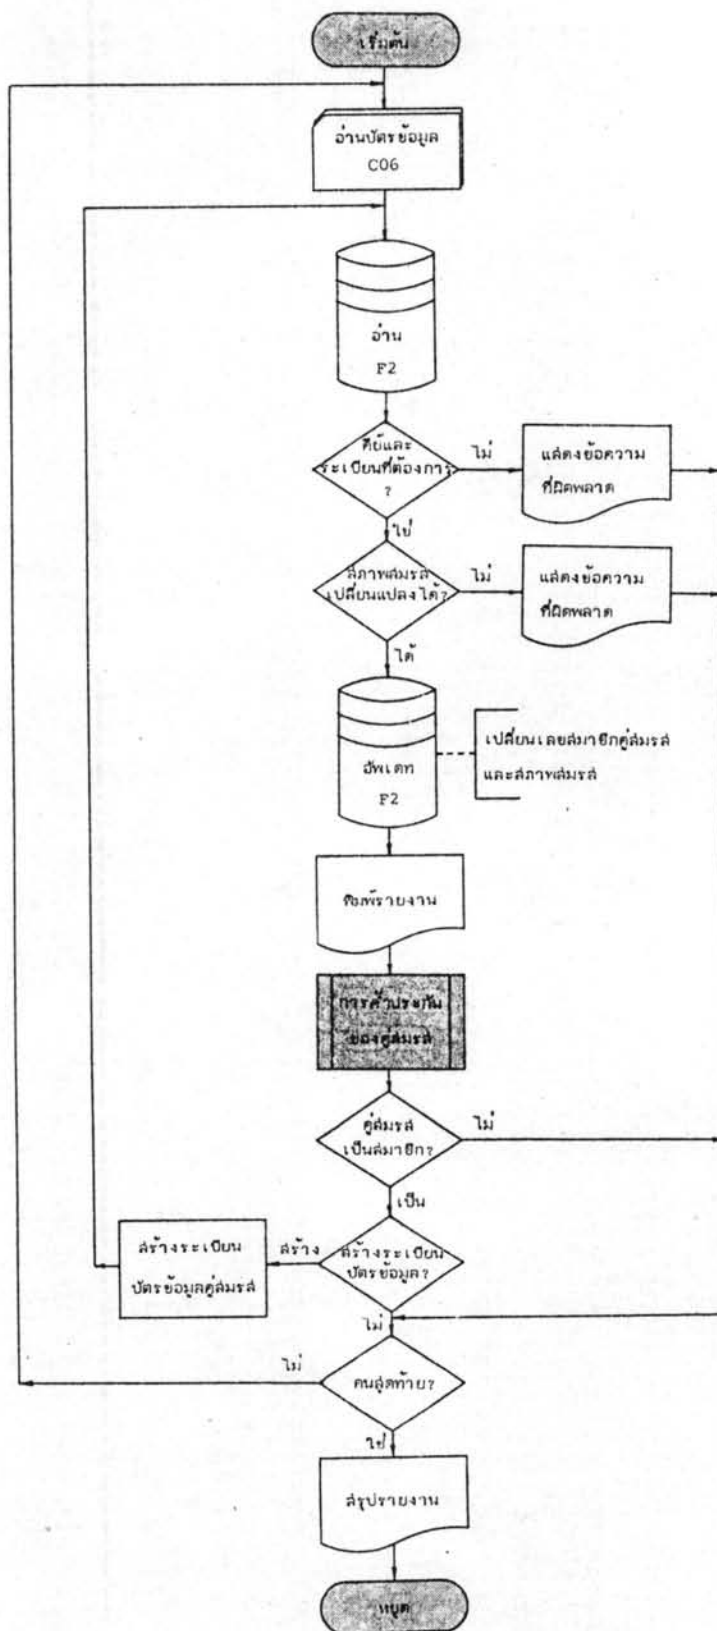 เริ่มต้น
อ่านบัตรข้อมูล
C06
อ่าน
F2
คีย์และ
ระเบียนที่ต้องการ
?
ไม่
แสดงข้อความ
ที่ผิดพลาด
ใช่
สภาพสมรส
เปลี่ยนแปลงได้?
ไม่
แสดงข้อความ
ที่ผิดพลาด
ได้
อัพเดท
F2
เปลี่ยนเลขสมาชิกคู่สมรส
และสภาพสมรส
พิมพ์รายงาน
การค้ำประกัน
ของคู่สมรส
คู่สมรส
เป็นสมาชิก?
ไม่
เป็น
สร้างระเบียน
บัตรข้อมูลคู่สมรส
สร้าง
สร้างระเบียน
บัตรข้อมูล?
ไม่
ไม่
คนสุดท้าย?
ใช่
สรุปรายงาน
หยุด